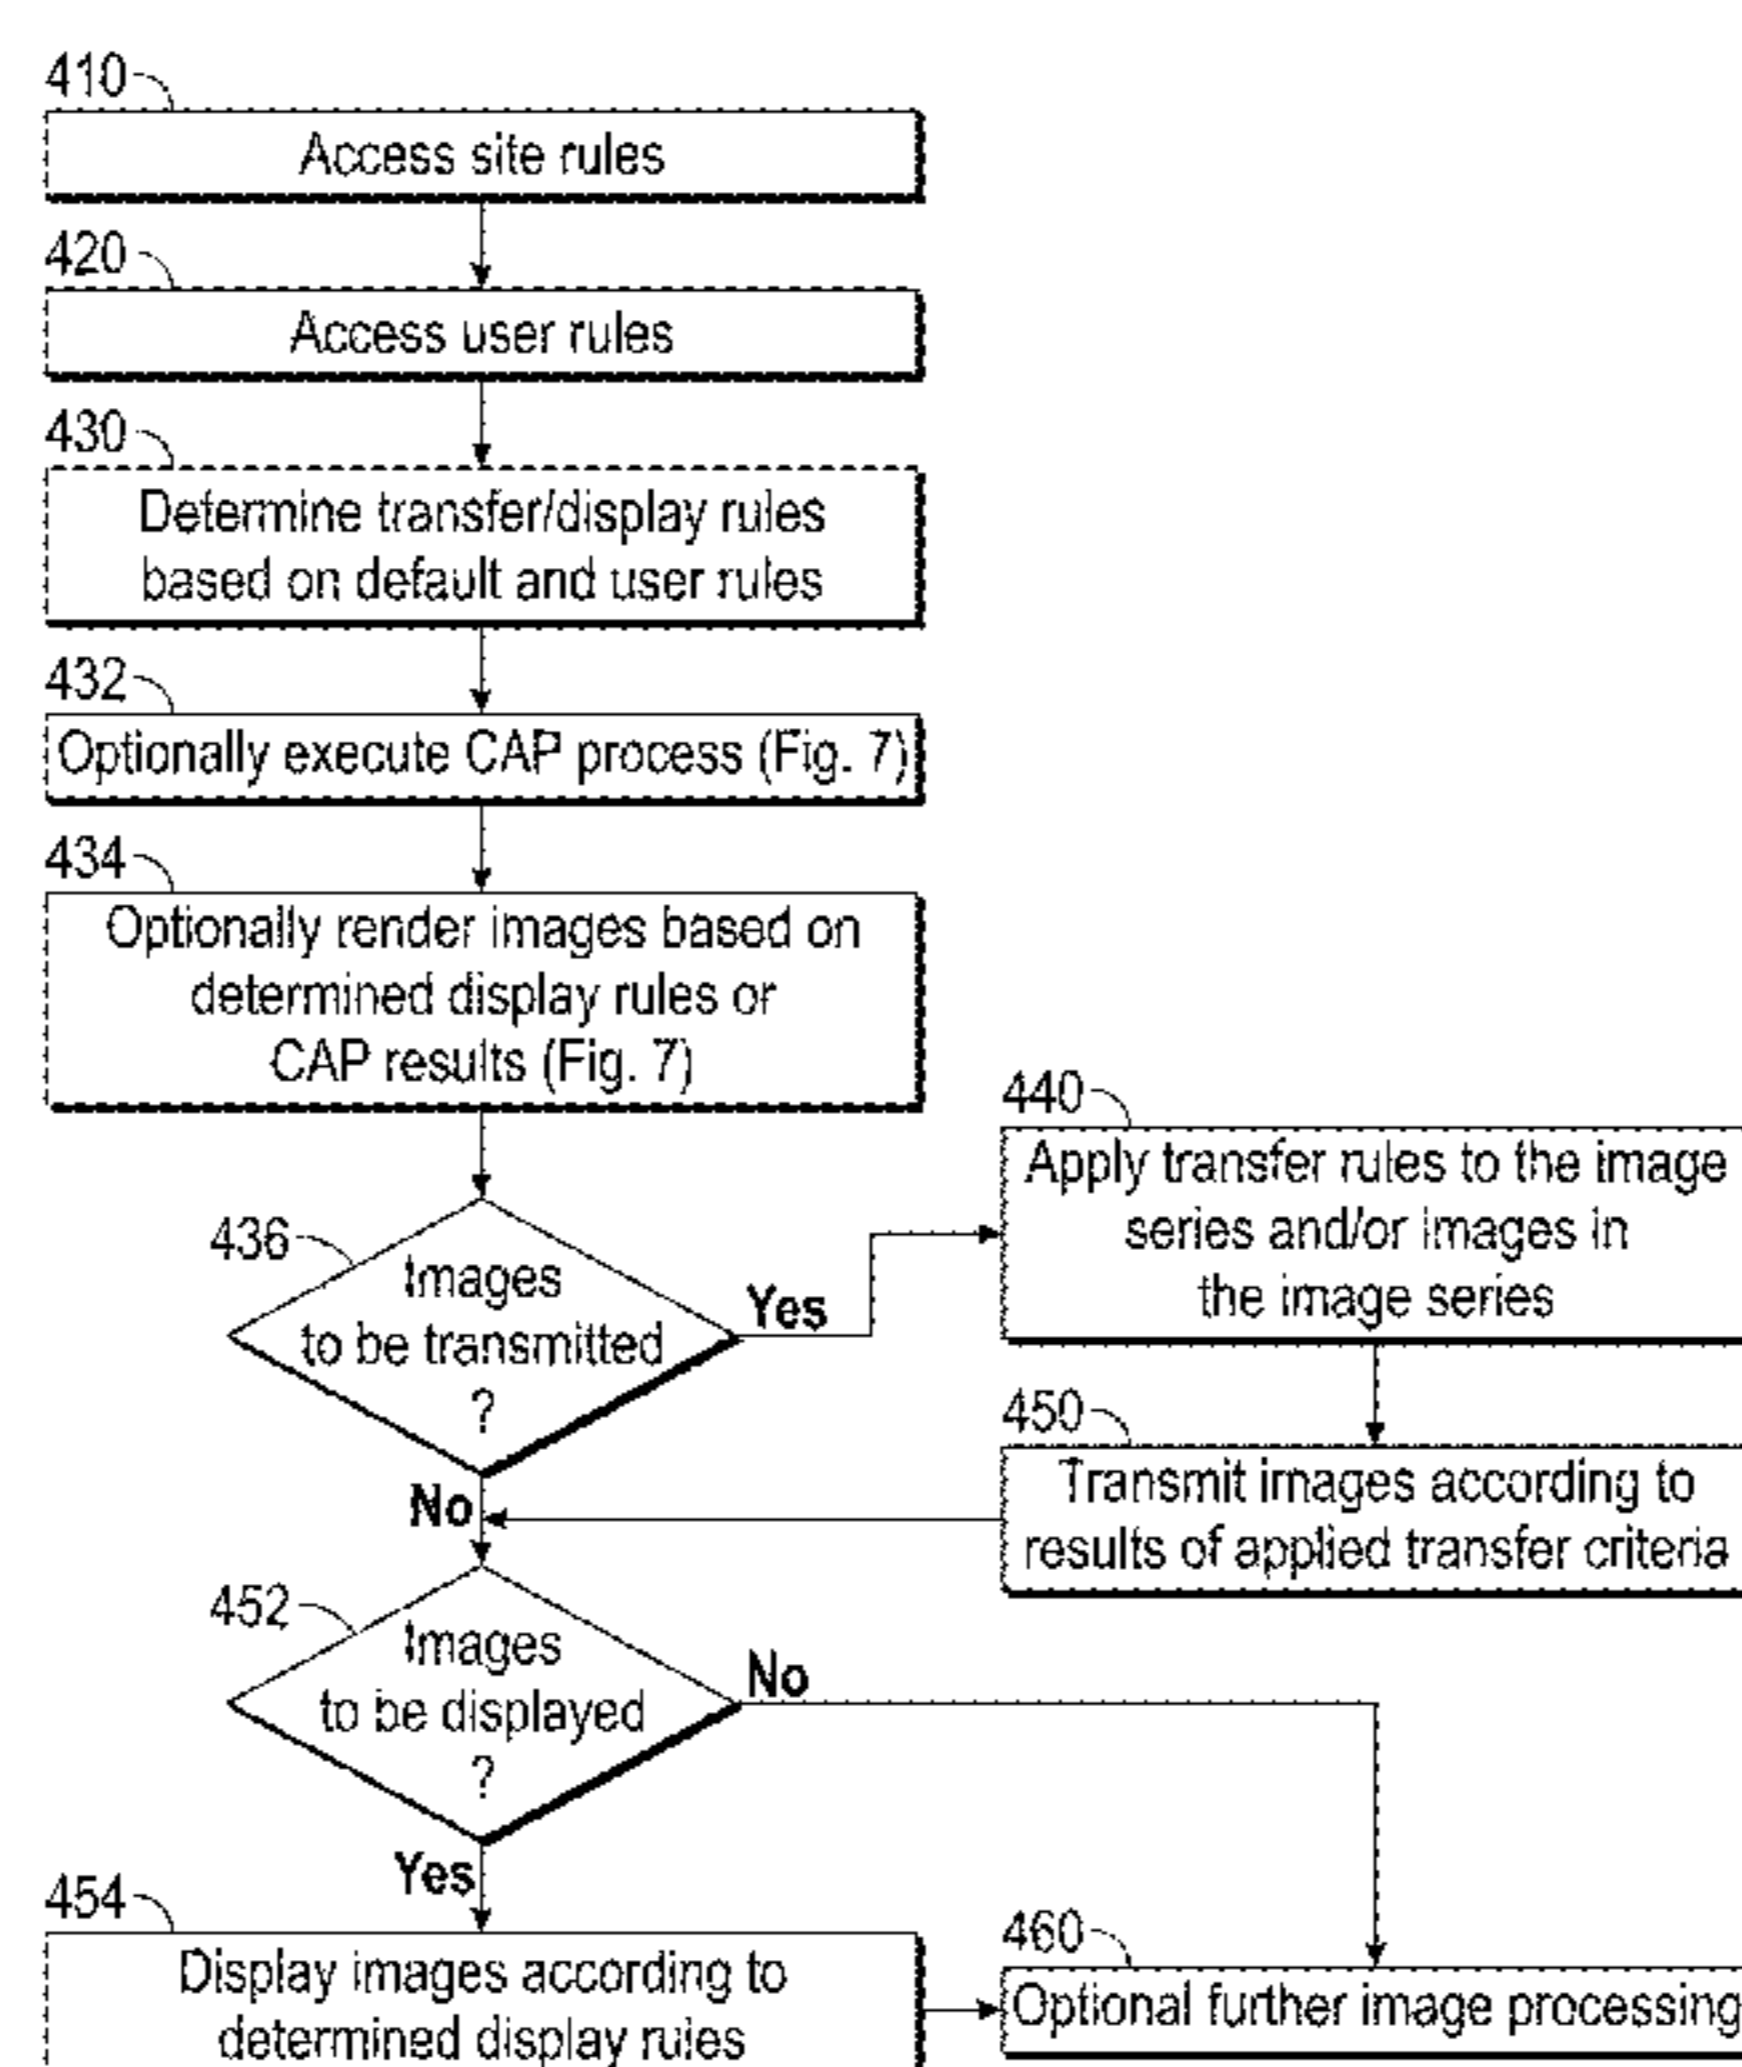 410
Access site rules
420
Access user rules
430
Determine transfer/display rules
based on default and user rules
432
Optionally execute CAP process (Fig. 7)
434
Optionally render images based on
determined display rules or
CAP results (Fig. 7)
436
Images
to be transmitted
?
Yes
No
440
Apply transfer rules to the image
series and/or images in
the image series
450
Transmit images according to
results of applied transfer criteria
452
Images
to be displayed
?
No
Yes
454
Display images according to
determined display rules
460
Optional further image processing